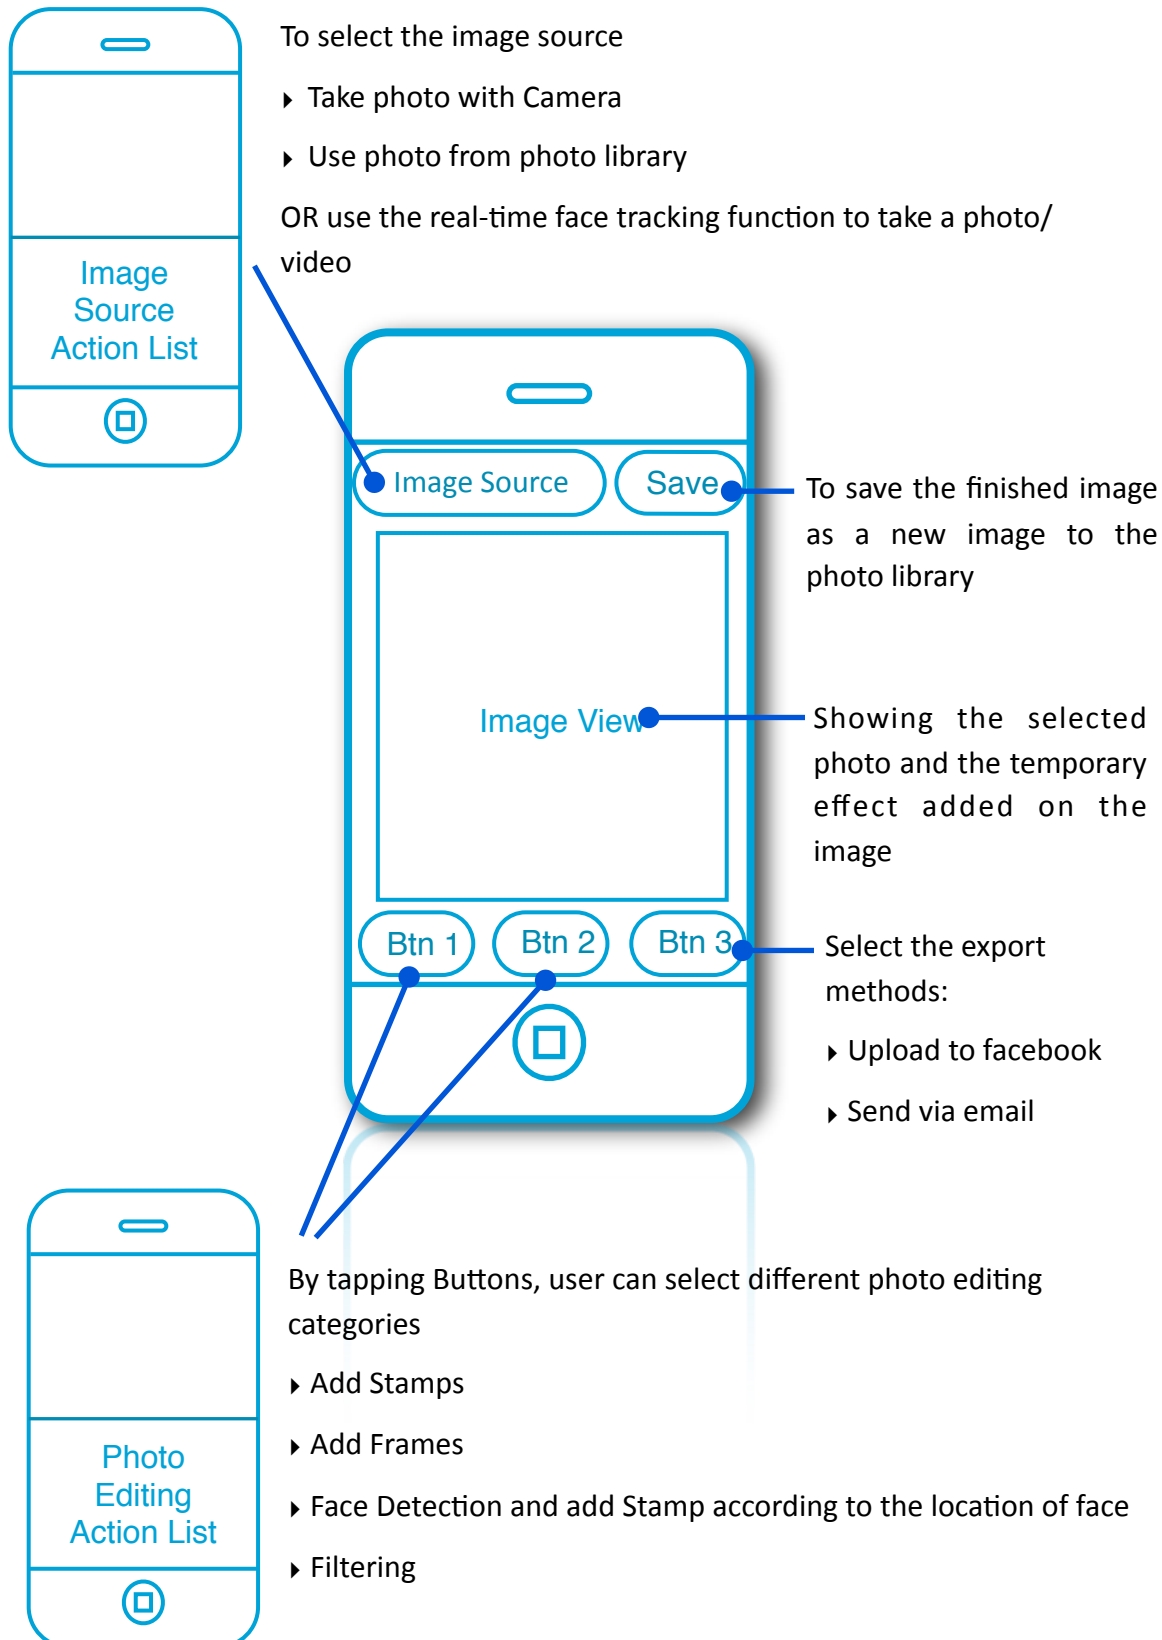 To select the image source
‣ Take photo with Camera
‣ Use photo from photo library
OR use the real-time face tracking function to take a photo/
video
Image
Source
Action List
Image Source
Save
To save the finished image
as a new image to the
photo library
Image View
Showing the selected
photo and the temporary
effect added on the
image
Btn 1
Btn 2
Btn 3
Select the export
methods:
‣ Upload to facebook
‣ Send via email
By tapping Buttons, user can select different photo editing
categories
‣ Add Stamps
‣ Add Frames
‣ Face Detection and add Stamp according to the location of face
‣ Filtering
Photo
Editing
Action List